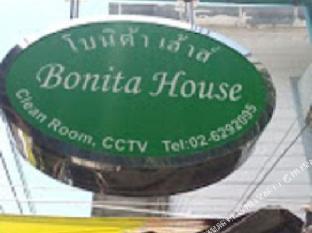 โบนิต้า เฮ้าส์
Bonita House
Clean Room, CCTV Tel:02-6292095